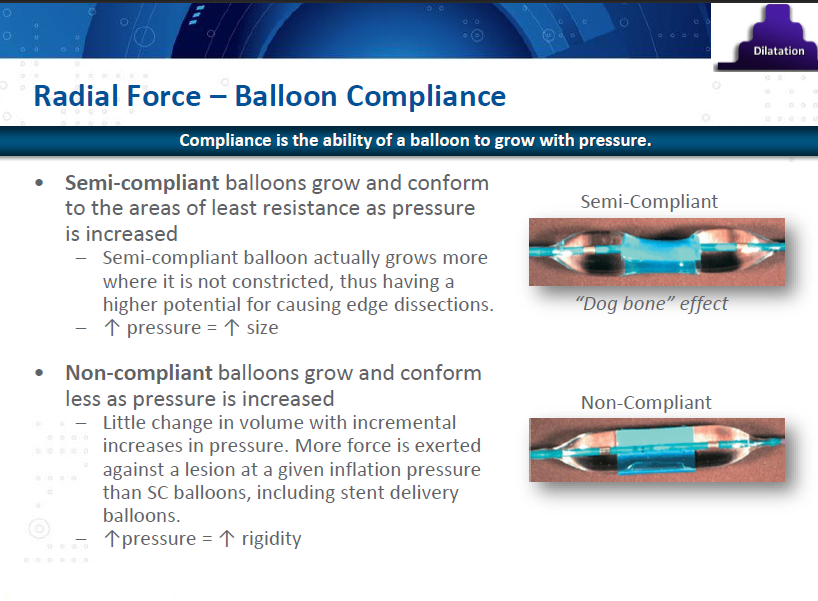 Dilatation
Radial Force – Balloon Compliance
Compliance is the ability of a balloon to grow with pressure.
• Semi-compliant balloons grow and conform
to the areas of least resistance as pressure
is increased
– Semi-compliant balloon actually grows more
where it is not constricted, thus having a
higher potential for causing edge dissections.
– ↑ pressure = ↑ size
Semi-Compliant
“Dog bone” effect
• Non-compliant balloons grow and conform
less as pressure is increased
– Little change in volume with incremental
increases in pressure. More force is exerted
against a lesion at a given inflation pressure
than SC balloons, including stent delivery
balloons.
– ↑pressure = ↑ rigidity
Non-Compliant